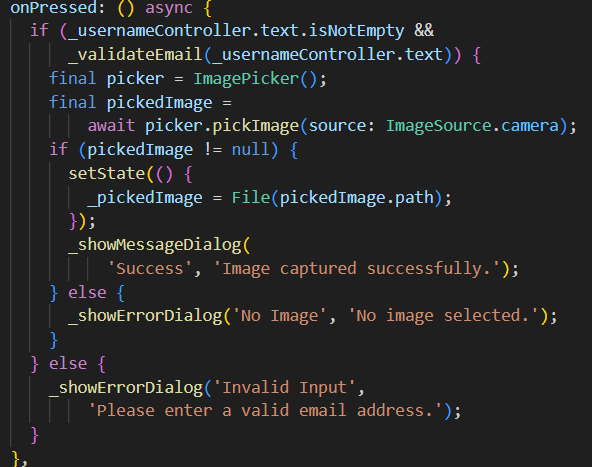 onPressed: () async {
  if (_usernameController.text.isNotEmpty &&
      _validateEmail(_usernameController.text)) {
    final picker = ImagePicker();
    final pickedImage =
        await picker.pickImage(source: ImageSource.camera);
    if (pickedImage != null) {
      setState(() {
        _pickedImage = File(pickedImage.path);
      });
      _showMessageDialog(
          'Success', 'Image captured successfully.');
    } else {
      _showErrorDialog('No Image', 'No image selected.');
    }
  } else {
    _showErrorDialog('Invalid Input',
        'Please enter a valid email address.');
  }
},